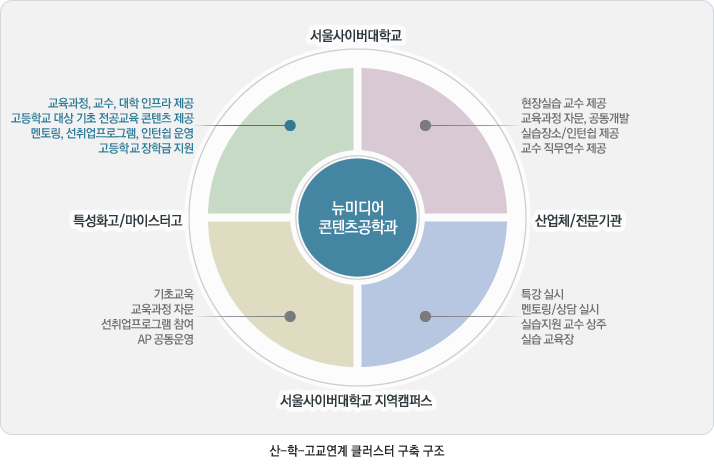 서울사이버대학교
교육과정, 교수, 대학 인프라 제공
고등학교 대상 기초 전공교육 콘텐츠 제공
멘토링, 선취업프로그램, 인턴쉽 운영
고등학교 장학금 지원
현장실습 교수 제공
교육과정 자문, 공동개발
실습장소/인턴쉽 제공
교수 직무연수 제공
특성화고/마이스터고
뉴미디어
콘텐츠공학과
산업체/전문기관
기초교욱
교육과정 자문
선취업프로그램 참여
AP 공동운영
특강 실시
멘토링/상담 실시
실습지원 교수 상주
실습 교육장
서울사이버대학교 지역캠퍼스
산-학-고교연계 클러스터 구축 구조